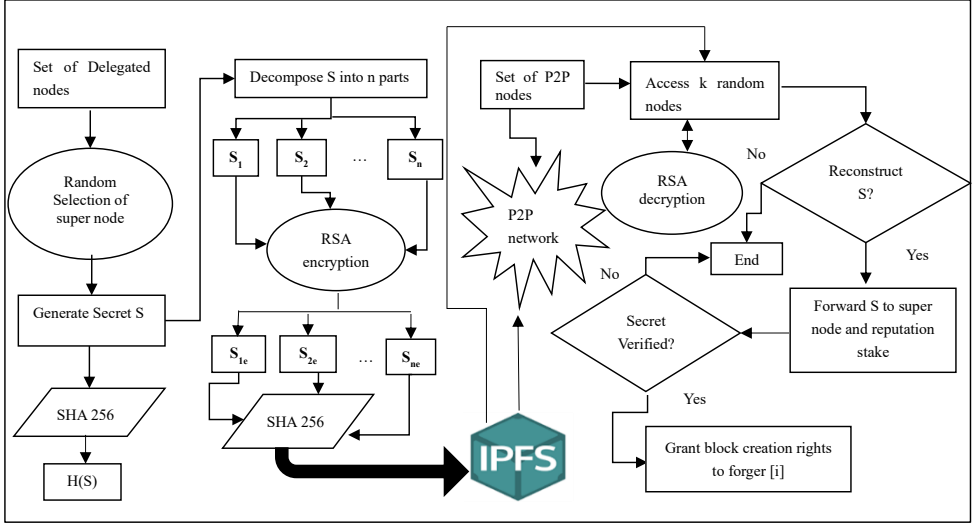 Set of Delegated
nodes
Random
Selection of
super node
Generate Secret S
SHA 256
H(S)
Decompose S into n parts
S1
S2
…
Sn
RSA
encryption
S1e
S2e
…
Sne
SHA 256
IPFS
Set of P2P
nodes
P2P
network
Access k random
nodes
RSA
decryption
No
Reconstruct
S?
Yes
End
Forward S to super
node and reputation
stake
No
Secret
Verified?
Yes
Grant block creation rights
to forger [i]